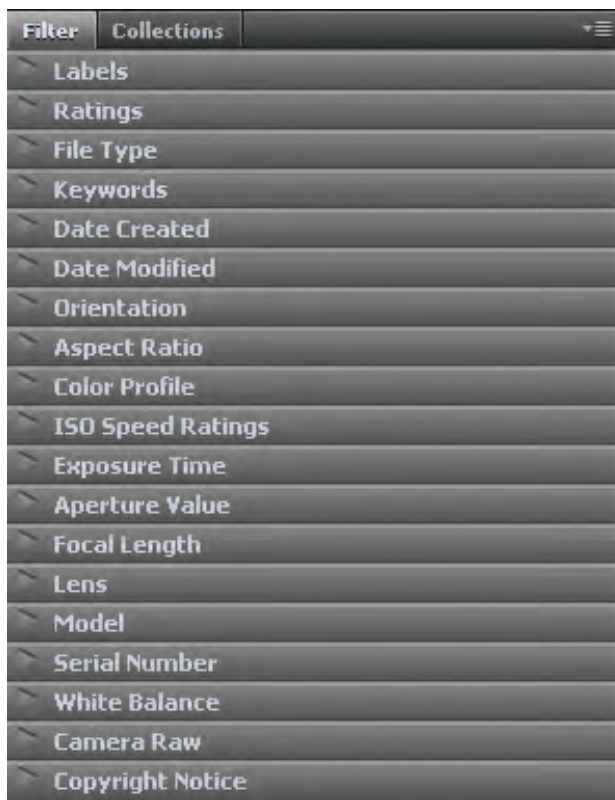 Filter Collections
Labels
Ratings
File Type
Keywords
Date Created
Date Modified
Orientation
Aspect Ratio
Color Profile
ISO Speed Ratings
Exposure Time
Aperture Value
Focal Length
Lens
Model
Serial Number
White Balance
Camera Raw
Copyright Notice